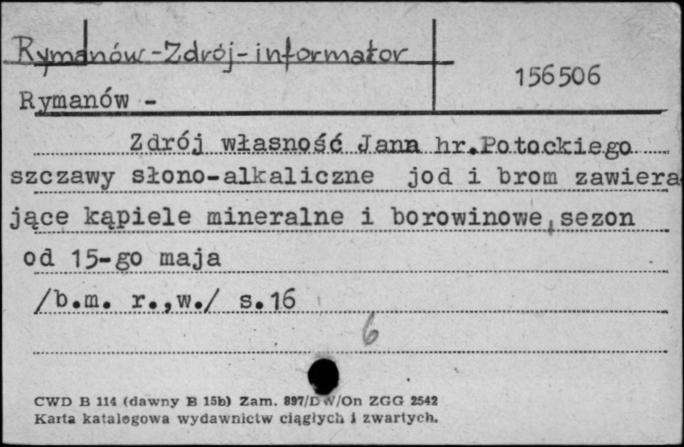 Rymanów-Zdrój-informator
156506
Rymanów -
Zdrój własność Jana hr.Potockiego
szczawy słono-alkaliczne jod i brom zawiera
jące kąpiele mineralne i borowinowe, sezon
od 15-go maja
/b.m. r.,w./ s.16
6
CWD B 114 (dawny B 15b) Zam. 897/DW/On ZGG 2542
Karta katalogowa wydawnictw ciągłych i zwartych.